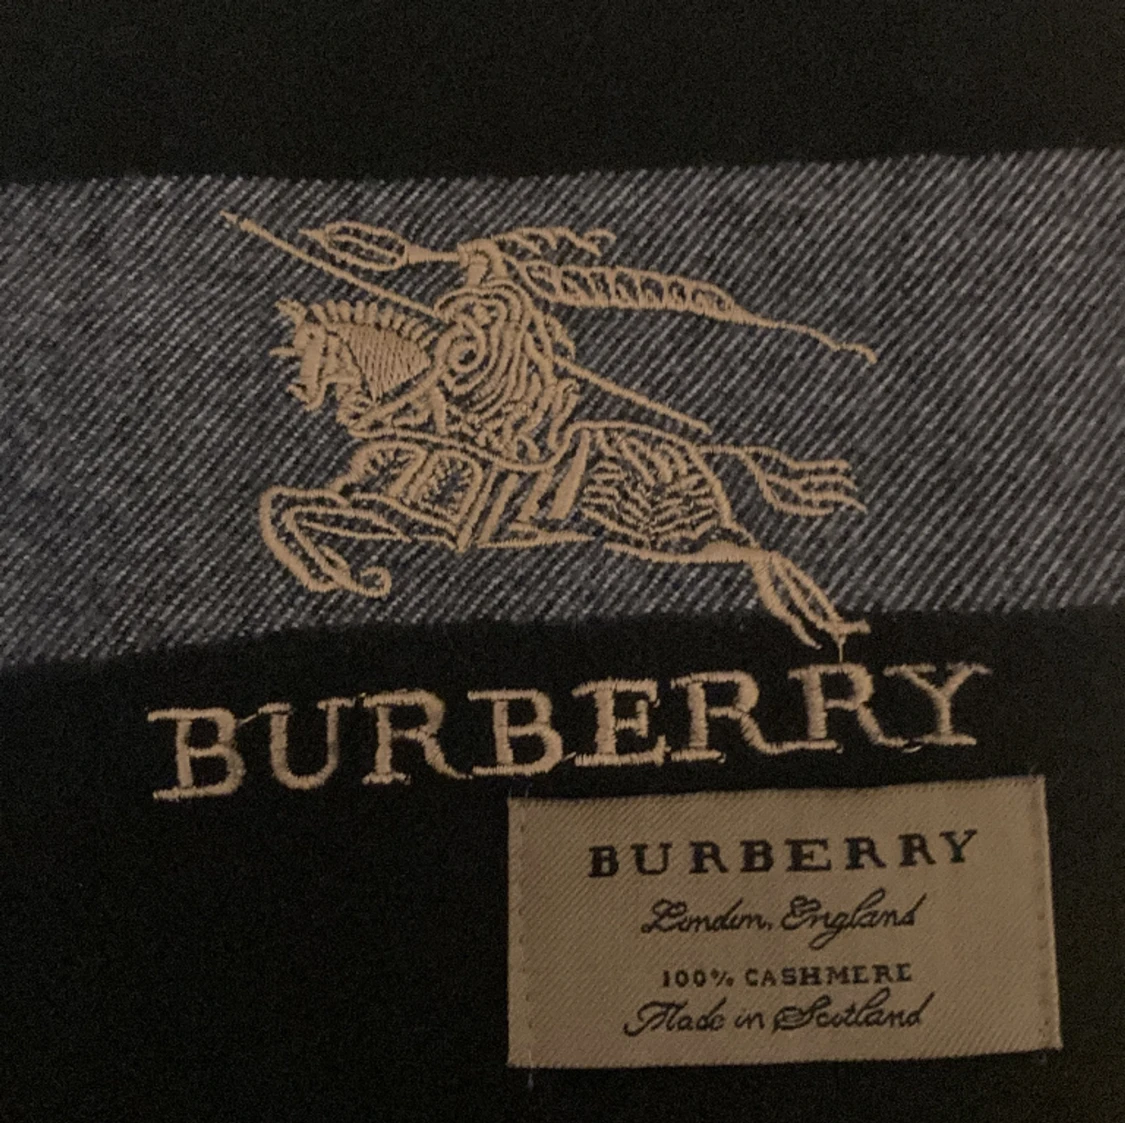 BURBERRY
BURBERRY
London, England
100% CASHMERE
Made in Scotland